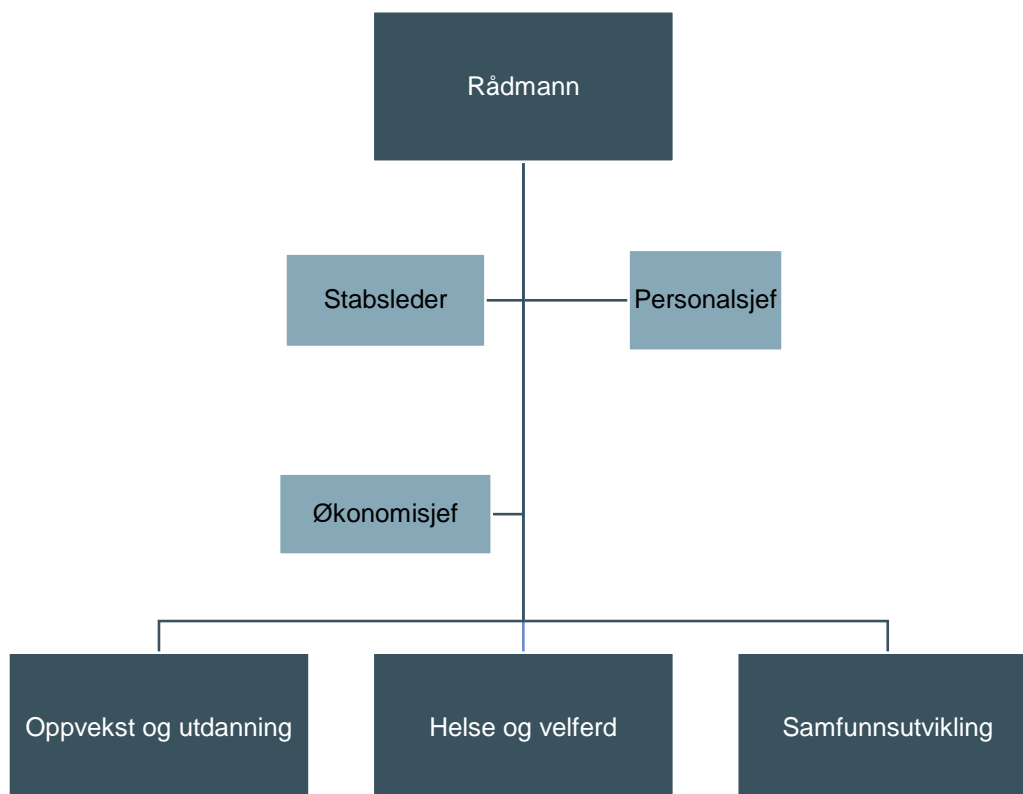 Rådmann
Stabsleder
Personalsjef
Økonomisjef
Oppvekst og utdanning
Helse og velferd
Samfunnsutvikling